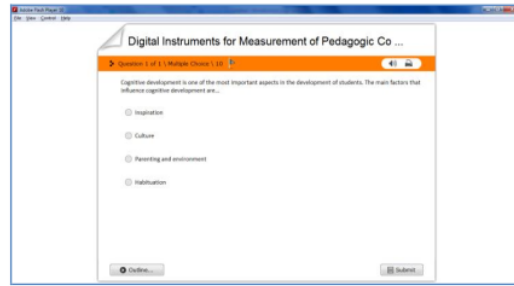 Adobe Flash Player 10
File View Control Help
Digital Instruments for Measurement of Pedagogic Co ...
Question 1 of 1 \ Multiple Choice \ 10
Cognitive development is one of the most important aspects in the development of students. The main factors that
influence cognitive development are...
Inspiration
Culture
Parenting and environment
Habituation
Outline...
Submit